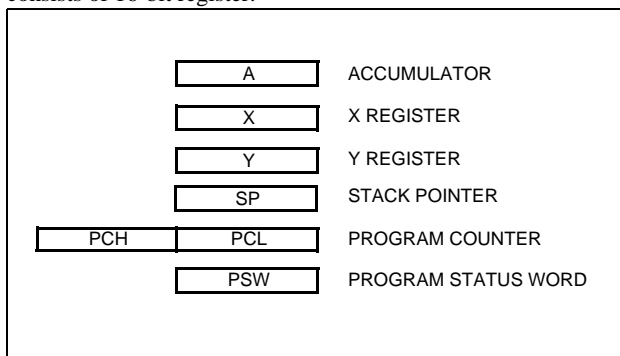 consists of 16-bit register.
A ACCUMULATOR
X X REGISTER
Y Y REGISTER
SP STACK POINTER
PCH PCL PROGRAM COUNTER
PSW PROGRAM STATUS WORD